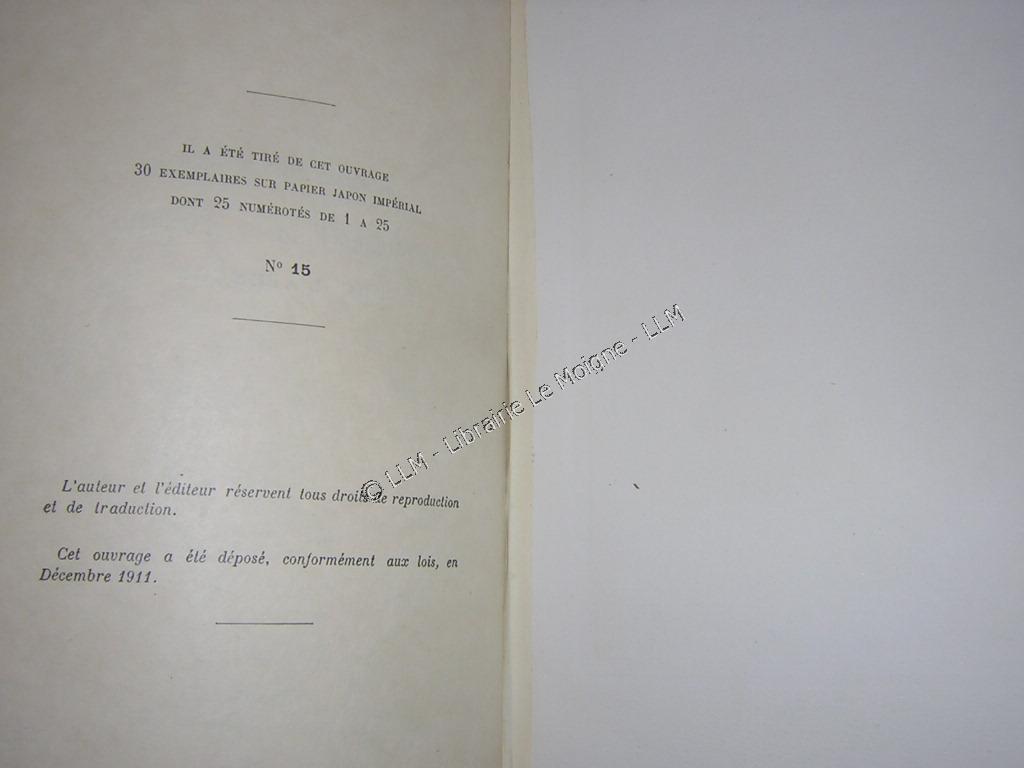 IL A ÉTÉ TIRÉ DE CET OUVRAGE
30 EXEMPLAIRES SUR PAPIER JAPON IMPÉRIAL
DONT 25 NUMÉROTÉS DE 1 A 25
Nº 15
© LLM - Librairie Le Moigne - LLM
L'auteur et l'éditeur réservent tous droits de reproduction
et de traduction.
Cet ouvrage a été déposé, conformément aux lois, en
Décembre 1911.